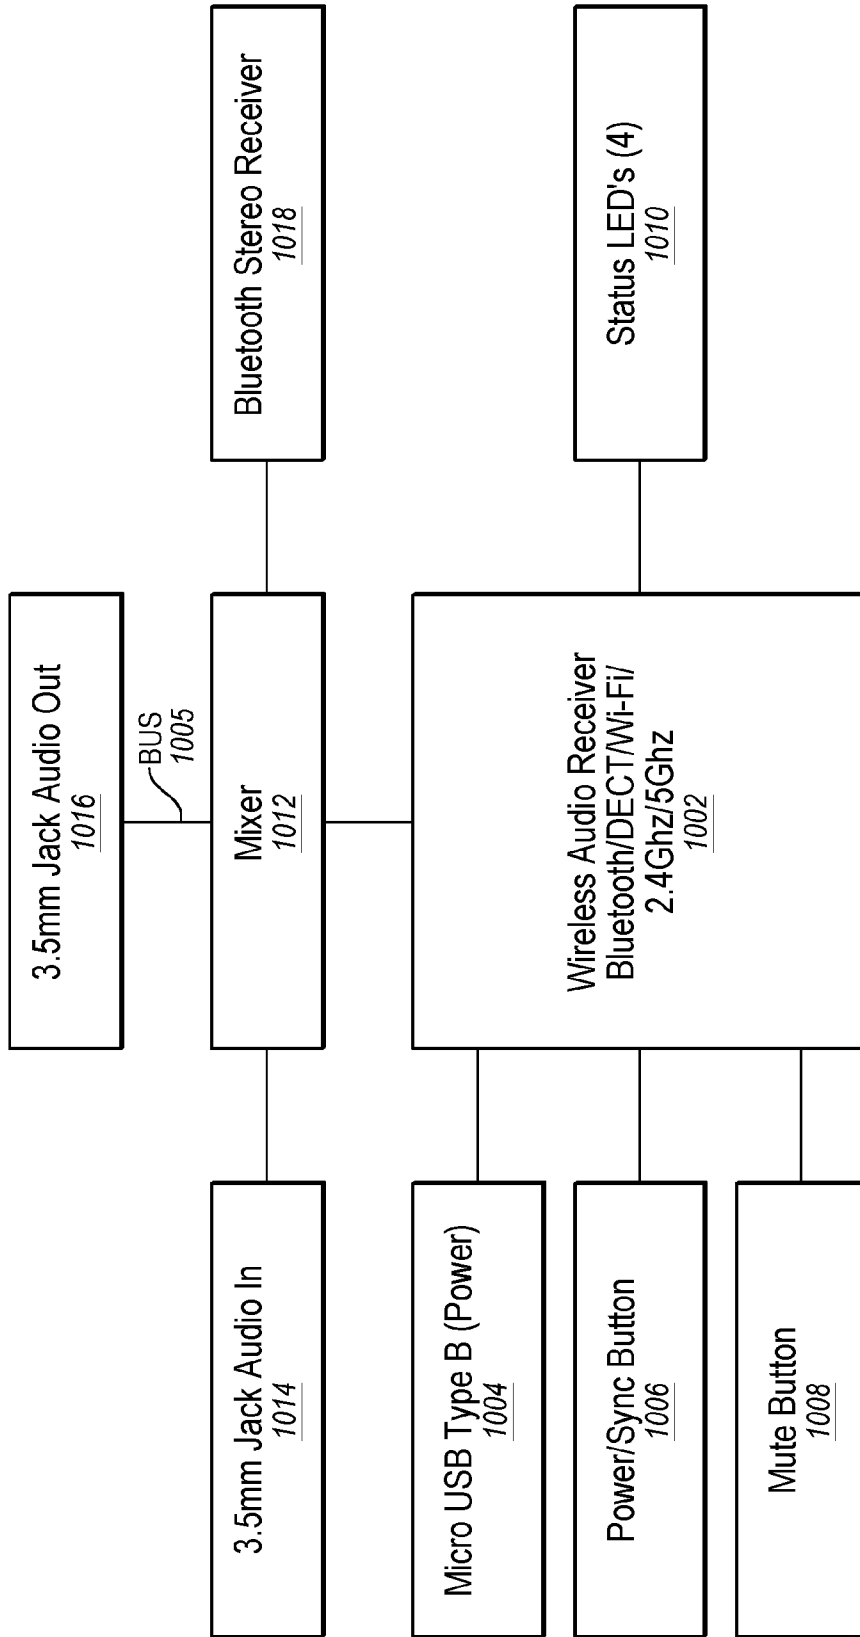 3.5mm Jack Audio Out
1016
BUS
1005
3.5mm Jack Audio In
1014
Mixer
1012
Bluetooth Stereo Receiver
1018
Micro USB Type B (Power)
1004
Power/Sync Button
1006
Mute Button
1008
Wireless Audio Receiver
Bluetooth/DECT/Wi-Fi/
2.4Ghz/5Ghz
1002
Status LED's (4)
1010